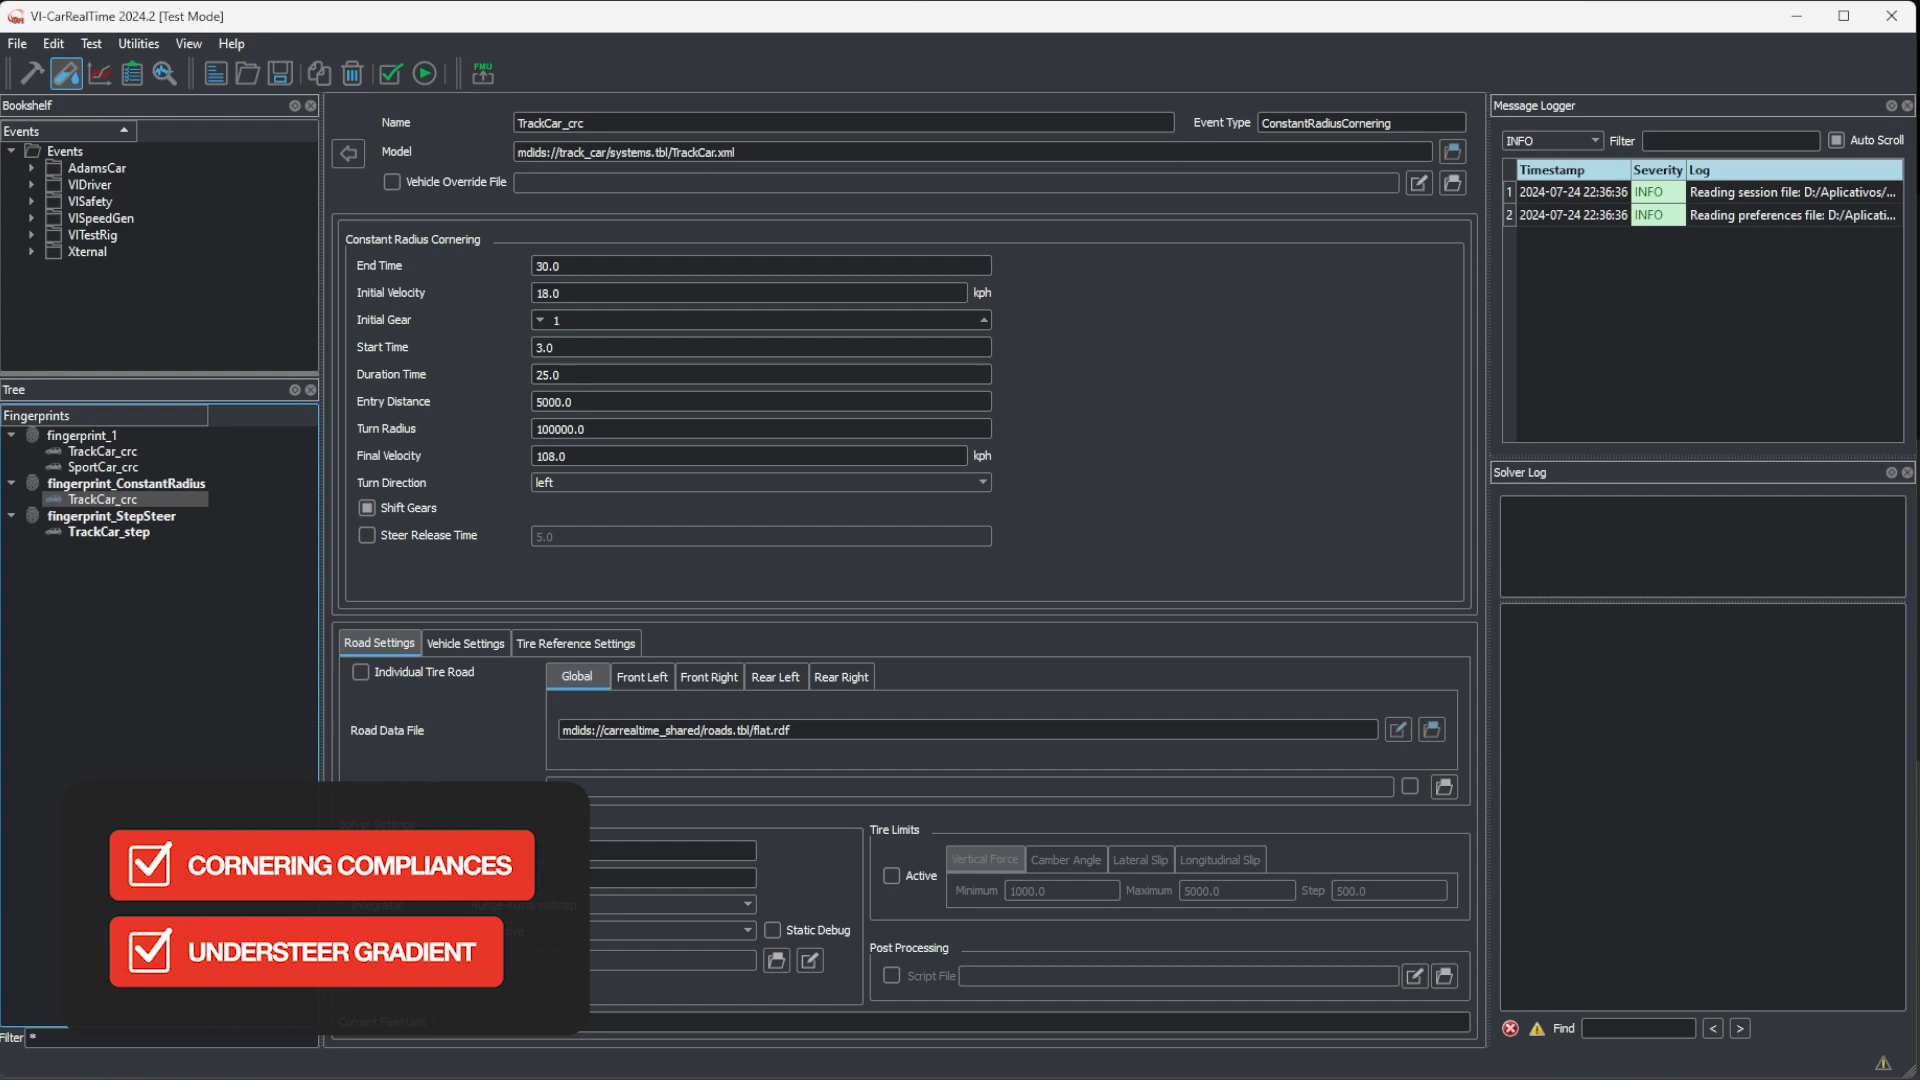 VI-CarRealTime 2024.2 [Test Mode]
File Edit Test Utilities View Help
FMU
Bookshelf
Events
Events
AdamsCar
VIDriver
VISafety
VISpeedGen
VITestRig
Xternal
Tree
Fingerprints
fingerprint_1
TrackCar_crc
SportCar_crc
fingerprint_ConstantRadius
TrackCar_crc
fingerprint_StepSteer
TrackCar_step
Filter *
Name TrackCar_crc Event Type ConstantRadiusCornering
Model mdids://track_car/systems.tbl/TrackCar.xml
Vehicle Override File
Constant Radius Cornering
End Time 30.0
Initial Velocity 18.0 kph
Initial Gear 1
Start Time 3.0
Duration Time 25.0
Entry Distance 5000.0
Turn Radius 100000.0
Final Velocity 108.0 kph
Turn Direction left
Shift Gears
Steer Release Time 5.0
Road Settings Vehicle Settings Tire Reference Settings
Individual Tire Road Global Front Left Front Right Rear Left Rear Right
Road Data File mdids://carrealtime_shared/roads.tbl/flat.rdf
Solver Settings
Integrator
Static Debug
Current Field Unit
Tire Limits
Active Vertical Force Camber Angle Lateral Slip Longitudinal Slip
Minimum 1000.0 Maximum 5000.0 Step 500.0
Post Processing
Script File
CORNERING COMPLIANCES
UNDERSTEER GRADIENT
Message Logger
INFO Filter Auto Scroll
Timestamp Severity Log
1 2024-07-24 22:36:36 INFO Reading session file: D:/Aplicativos/...
2 2024-07-24 22:36:36 INFO Reading preferences file: D:/Aplicati...
Solver Log
Find < >